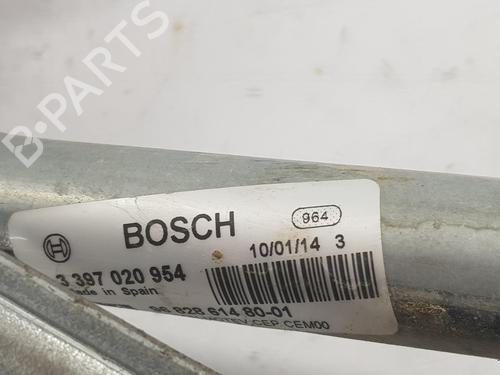 BOSCH
964
10/01/14 3
3 397 020 954
made in Spain
828 614 80-01
CEP CEM00
B-PARTS